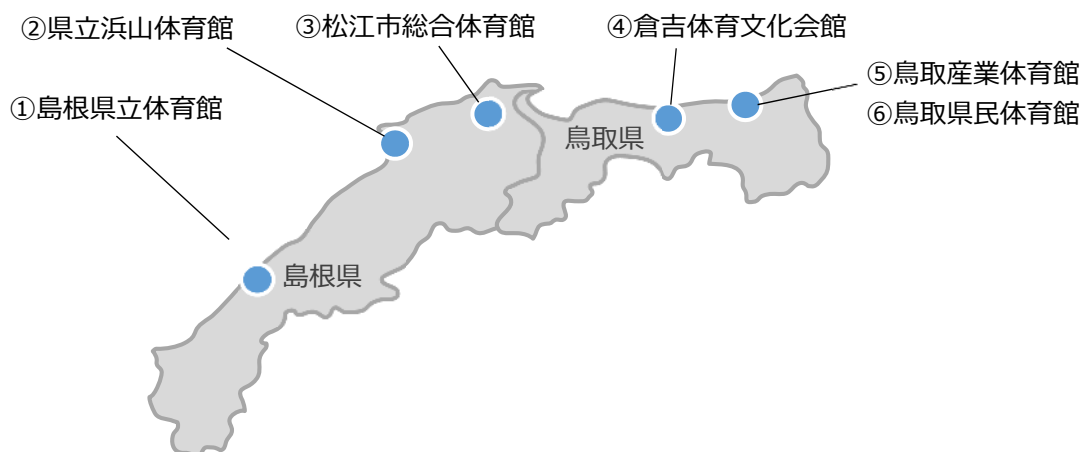 ②県立浜山体育館
③松江市総合体育館
④倉吉体育文化会館
⑤鳥取産業体育館
⑥鳥取県民体育館
①島根県立体育館
鳥取県
島根県